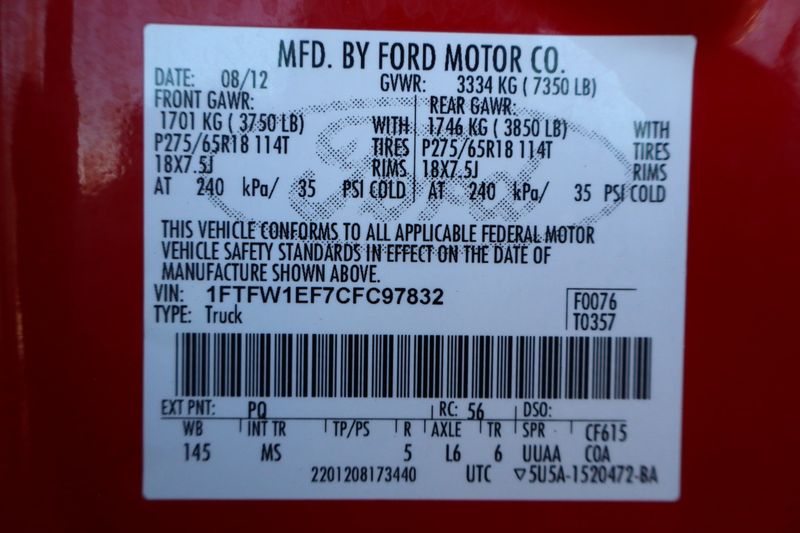 MFD. BY FORD MOTOR CO.
DATE: 08/12 GVWR: 3334 KG ( 7350 LB)
FRONT GAWR: REAR GAWR:
1701 KG ( 3750 LB) WITH 1746 KG ( 3850 LB) WITH
P275/65R18 114T TIRES P275/65R18 114T TIRES
18X7.5J RIMS 18X7.5J RIMS
AT 240 kPa/ 35 PSI COLD AT 240 kPa/ 35 PSI COLD
THIS VEHICLE CONFORMS TO ALL APPLICABLE FEDERAL MOTOR
VEHICLE SAFETY STANDARDS IN EFFECT ON THE DATE OF
MANUFACTURE SHOWN ABOVE.
VIN: 1FTFW1EF7CFC97832 F0076
TYPE: Truck T0357
EXT PNT: PQ RC: 56 DSO:
WB INT TR TP/PS R AXLE TR SPR CF615
145 MS 5 L6 6 UUAA COA
2201208173440 UTC ▽5U5A-1520472-BA